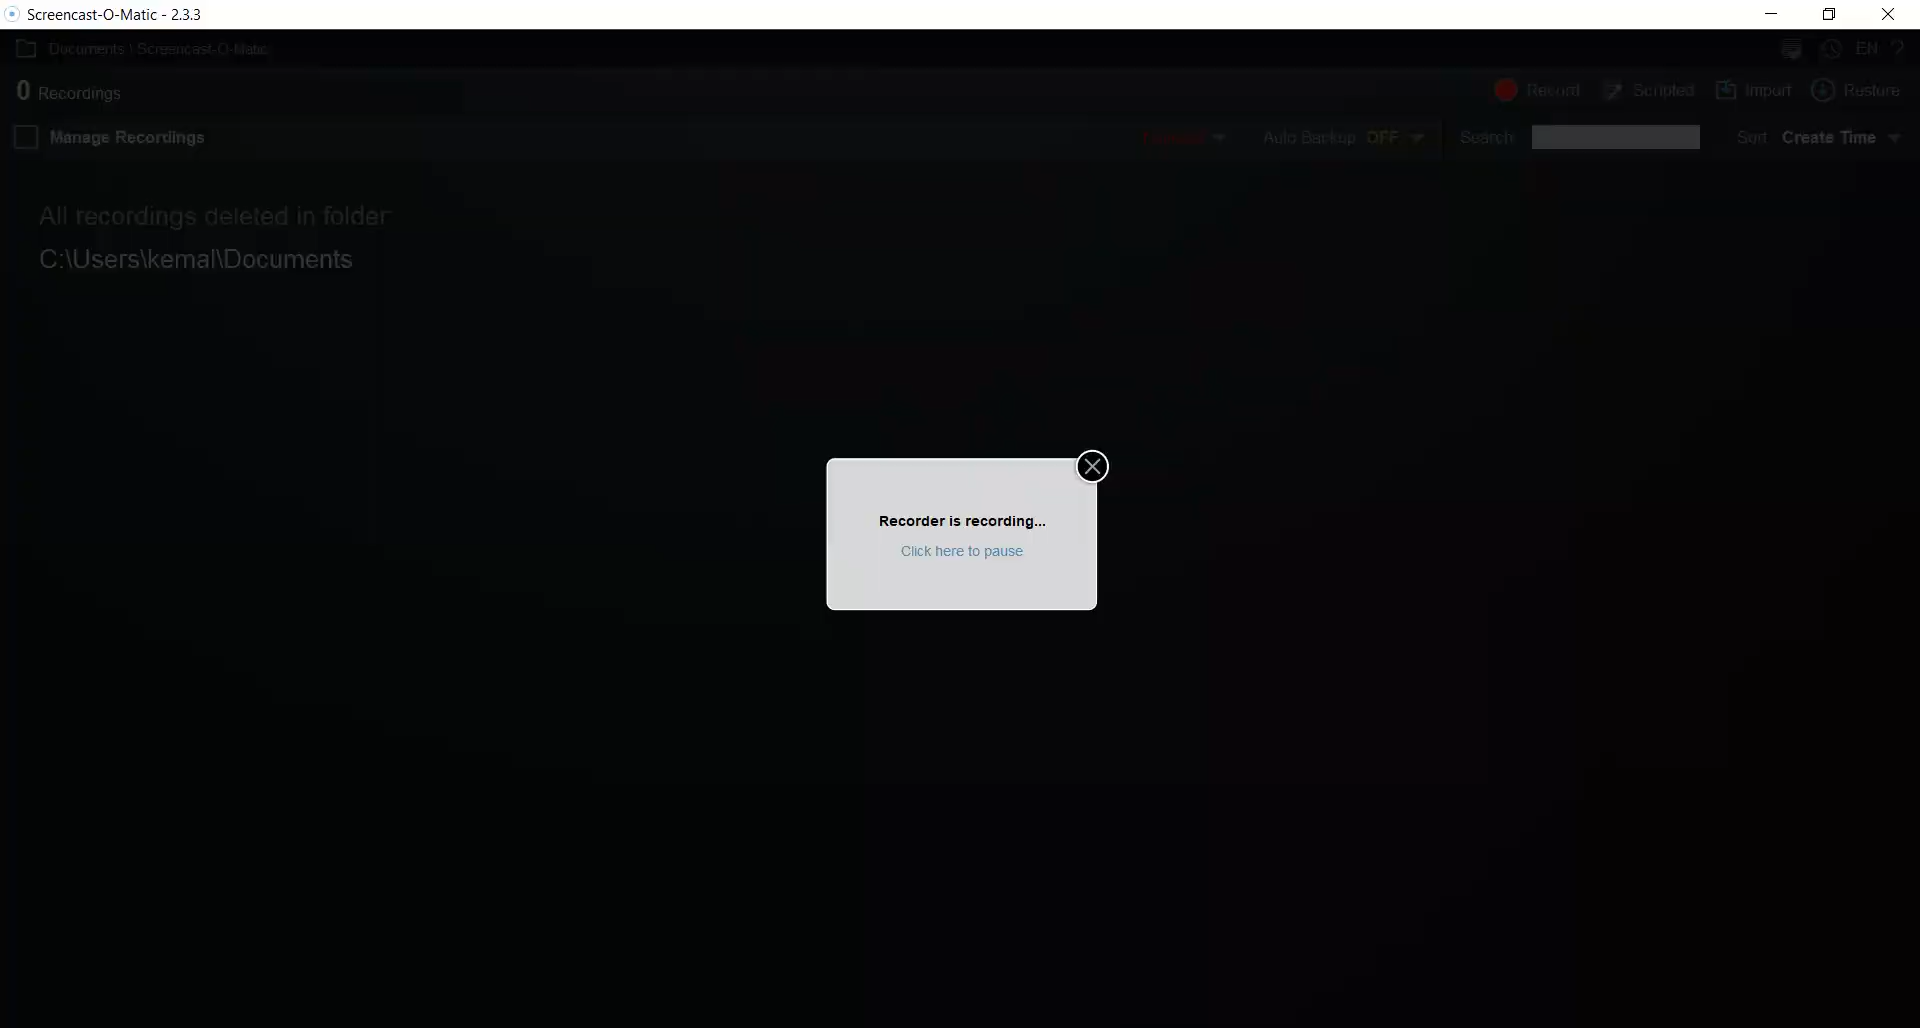 Screencast-O-Matic - 2.3.3
Documents \ Screencast-O-Matic
EN ?
0 Recordings
Record Scripted Import Restore
Manage Recordings
Auto Backup OFF Search Sort Create Time
All recordings deleted in folder
C:\Users\kemal\Documents
Recorder is recording...
Click here to pause